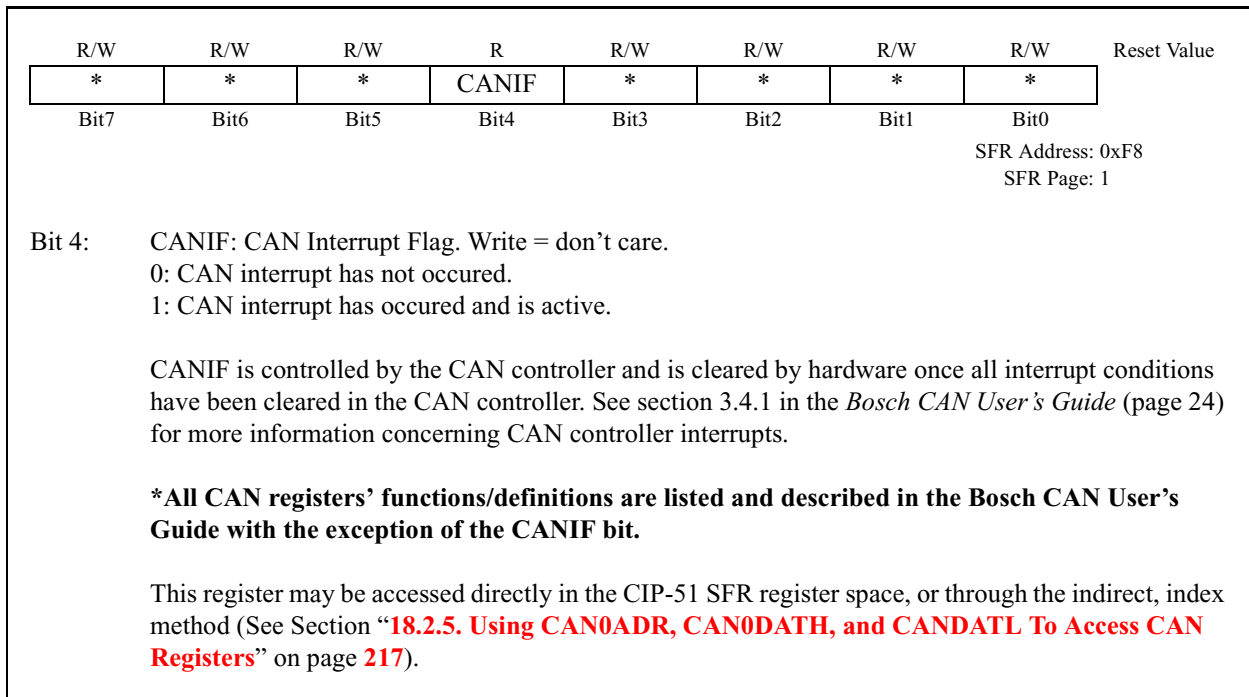 R/W R/W R/W R R/W R/W R/W R/W Reset Value
* * * CANIF * * * *
Bit7 Bit6 Bit5 Bit4 Bit3 Bit2 Bit1 Bit0
SFR Address: 0xF8
SFR Page: 1
Bit 4: CANIF: CAN Interrupt Flag. Write = don’t care.
0: CAN interrupt has not occured.
1: CAN interrupt has occured and is active.
CANIF is controlled by the CAN controller and is cleared by hardware once all interrupt conditions
have been cleared in the CAN controller. See section 3.4.1 in the Bosch CAN User’s Guide (page 24)
for more information concerning CAN controller interrupts.
*All CAN registers’ functions/definitions are listed and described in the Bosch CAN User’s
Guide with the exception of the CANIF bit.
This register may be accessed directly in the CIP-51 SFR register space, or through the indirect, index
method (See Section “18.2.5. Using CAN0ADR, CAN0DATH, and CANDATL To Access CAN
Registers” on page 217).